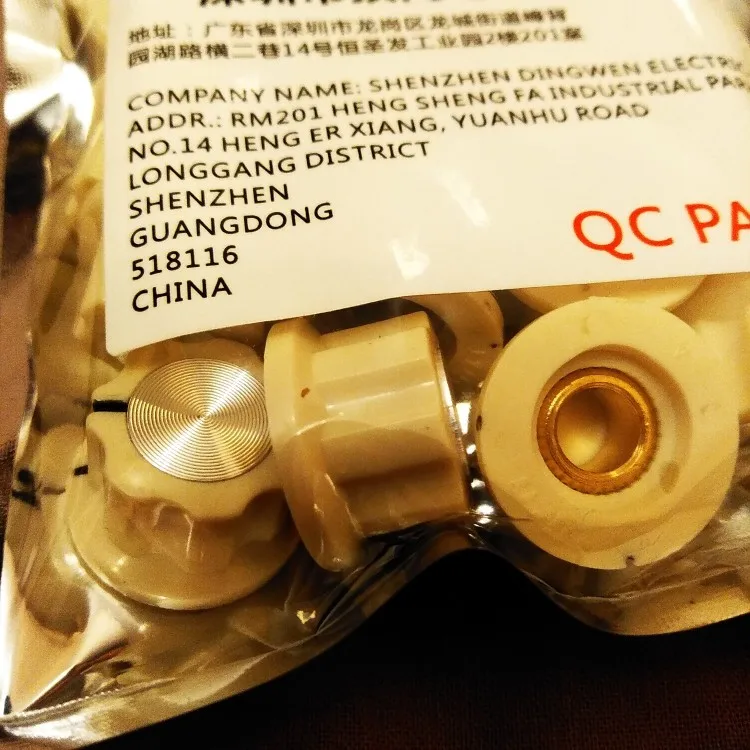 地址：广东省深圳市龙岗区龙城街道嶂背
园湖路横二巷14号恒圣发工业园2楼201室
COMPANY NAME: SHENZHEN DINGWEN ELECTRI
ADDR.: RM201 HENG SHENG FA INDUSTRIAL PA
NO.14 HENG ER XIANG, YUANHU ROAD
LONGGANG DISTRICT
SHENZHEN
GUANGDONG
518116
CHINA
QC PA